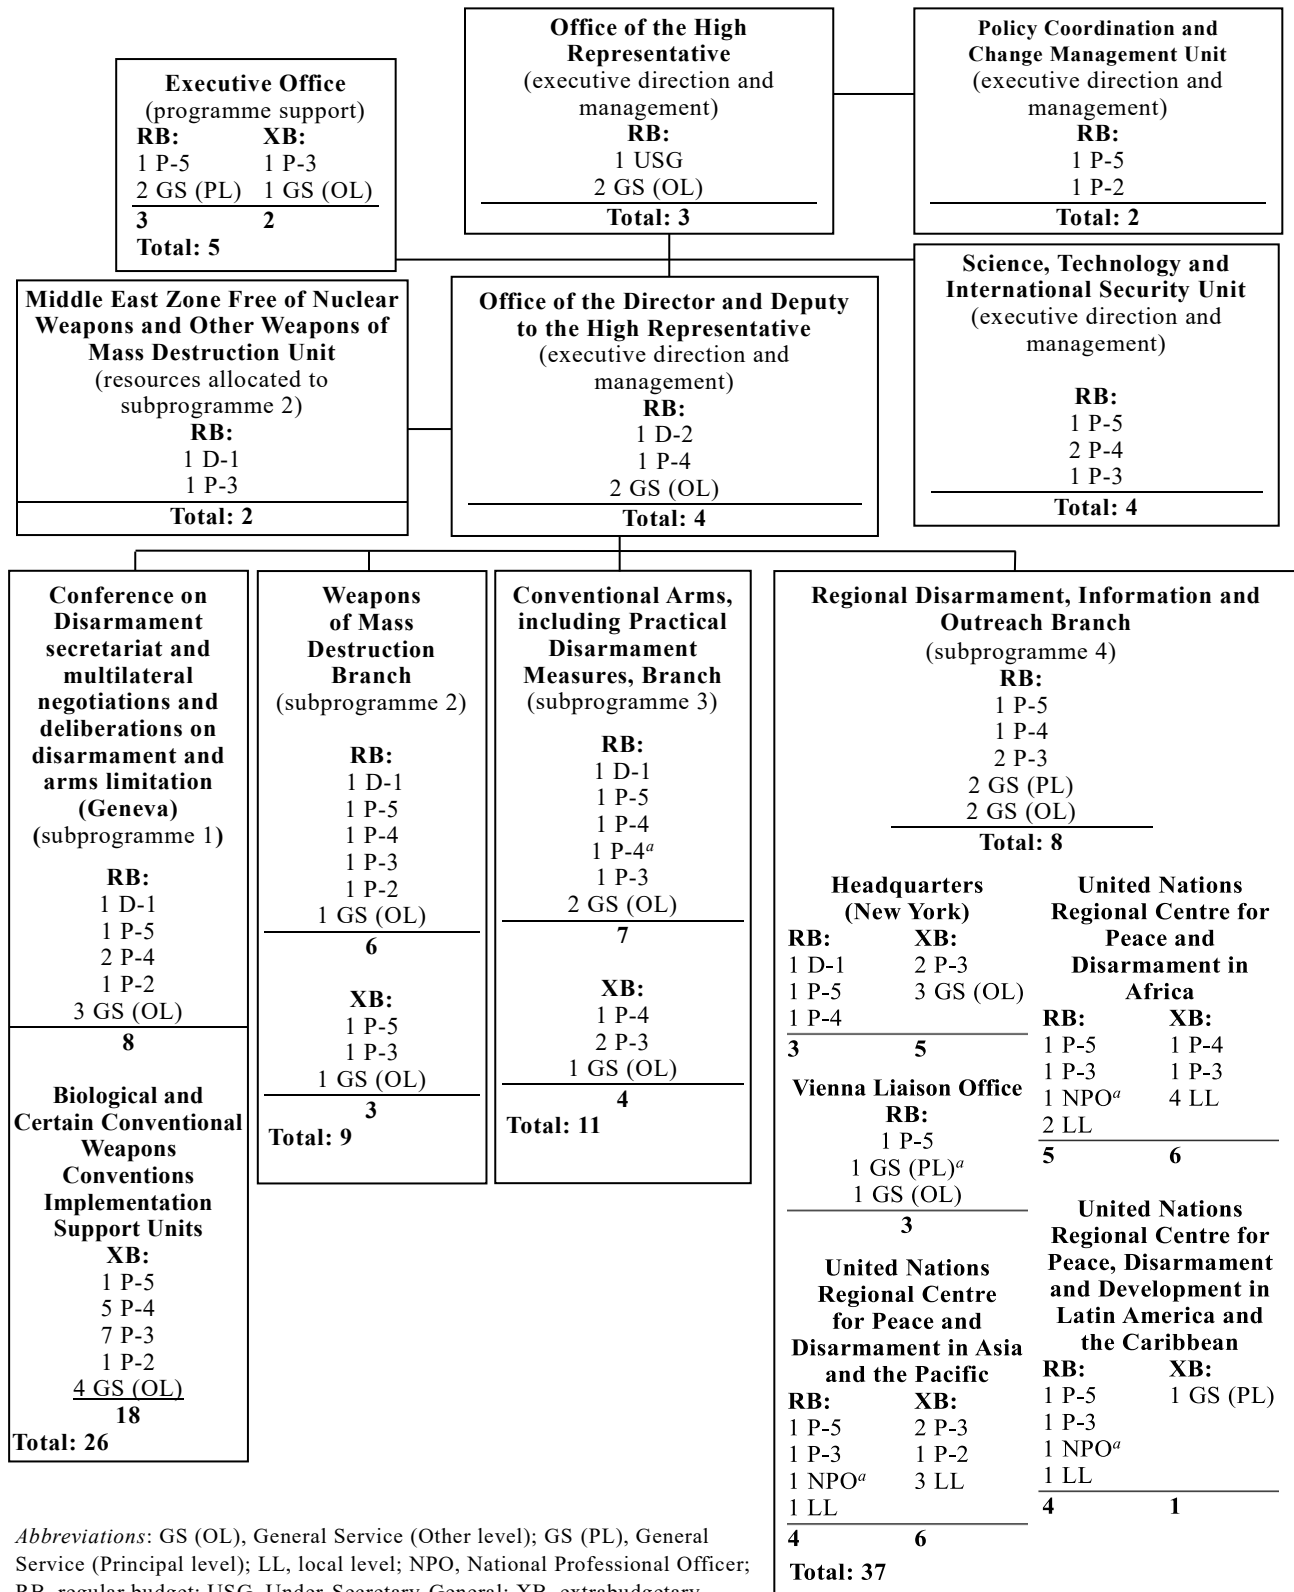 Executive Office
(programme support)
RB: XB:
1 P-5 1 P-3
2 GS (PL) 1 GS (OL)
3 2
Total: 5
Office of the High
Representative
(executive direction and
management)
RB:
1 USG
2 GS (OL)
Total: 3
Policy Coordination and
Change Management Unit
(executive direction and
management)
RB:
1 P-5
1 P-2
Total: 2
Middle East Zone Free of Nuclear
Weapons and Other Weapons of
Mass Destruction Unit
(resources allocated to
subprogramme 2)
RB:
1 D-1
1 P-3
Total: 2
Office of the Director and Deputy
to the High Representative
(executive direction and
management)
RB:
1 D-2
1 P-4
2 GS (OL)
Total: 4
Science, Technology and
International Security Unit
(executive direction and
management)
RB:
1 P-5
2 P-4
1 P-3
Total: 4
Conference on
Disarmament
secretariat and
multilateral
negotiations and
deliberations on
disarmament and
arms limitation
(Geneva)
(subprogramme 1)
RB:
1 D-1
1 P-5
2 P-4
1 P-2
3 GS (OL)
8
Biological and
Certain Conventional
Weapons
Conventions
Implementation
Support Units
XB:
1 P-5
5 P-4
7 P-3
1 P-2
4 GS (OL)
18
Total: 26
Weapons
of Mass
Destruction
Branch
(subprogramme 2)
RB:
1 D-1
1 P-5
1 P-4
1 P-3
1 P-2
1 GS (OL)
6
XB:
1 P-5
1 P-3
1 GS (OL)
3
Total: 9
Conventional Arms,
including Practical
Disarmament
Measures, Branch
(subprogramme 3)
RB:
1 D-1
1 P-5
1 P-4
1 P-4a
1 P-3
2 GS (OL)
7
XB:
1 P-4
2 P-3
1 GS (OL)
4
Total: 11
Regional Disarmament, Information and
Outreach Branch
(subprogramme 4)
RB:
1 P-5
1 P-4
2 P-3
2 GS (PL)
2 GS (OL)
Total: 8
Headquarters
(New York)
RB: XB:
1 D-1 2 P-3
1 P-5 3 GS (OL)
1 P-4
3 5
Vienna Liaison Office
RB:
1 P-5
1 GS (PL)a
1 GS (OL)
3
United Nations
Regional Centre
for Peace and
Disarmament in Asia
and the Pacific
RB: XB:
1 P-5 2 P-3
1 P-3 1 P-2
1 NPOa 3 LL
1 LL
4 6
Total: 37
United Nations
Regional Centre for
Peace and
Disarmament in
Africa
RB: XB:
1 P-5 1 P-4
1 P-3 1 P-3
1 NPOa 4 LL
2 LL
5 6
United Nations
Regional Centre for
Peace, Disarmament
and Development in
Latin America and
the Caribbean
RB: XB:
1 P-5 1 GS (PL)
1 P-3
1 NPOa
1 LL
4 1
Abbreviations: GS (OL), General Service (Other level); GS (PL), General
Service (Principal level); LL, local level; NPO, National Professional Officer;
RB, regular budget; USG, Under-Secretary-General; XB, extrabudgetary